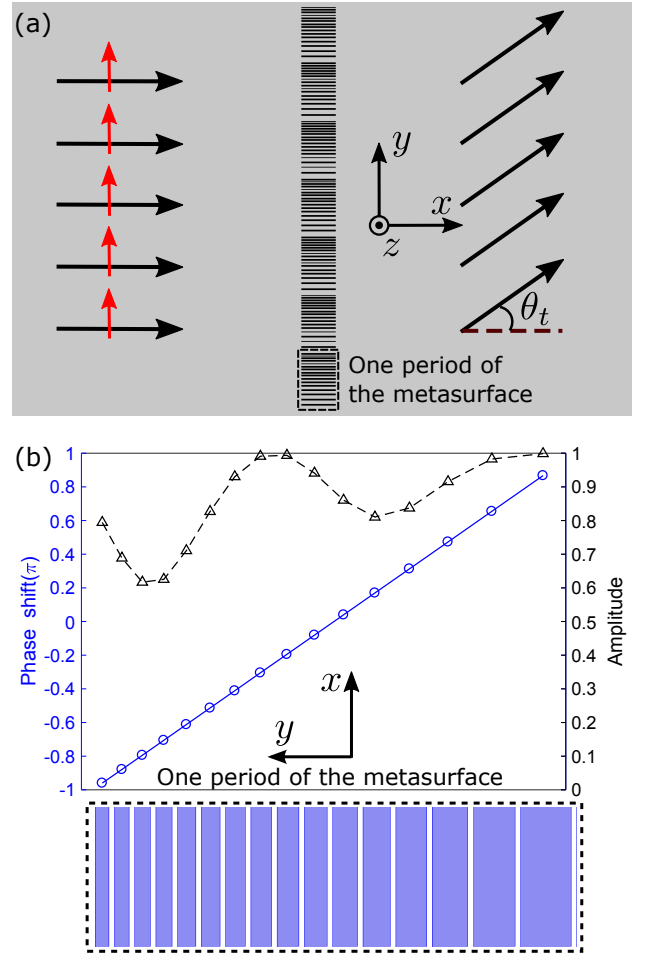 (a)
y
x
z
θt
One period of
the metasurface
(b)
1
0.8
0.6
0.4
0.2
0
-0.2
-0.4
-0.6
-0.8
-1
Phase shift(π)
1
0.9
0.8
0.7
0.6
0.5
0.4
0.3
0.2
0.1
0
Amplitude
x
y
One period of the metasurface